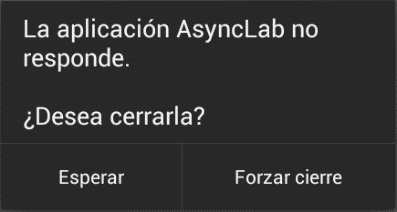 La aplicación AsyncLab no
responde.
¿Desea cerrarla?
Esperar
Forzar cierre